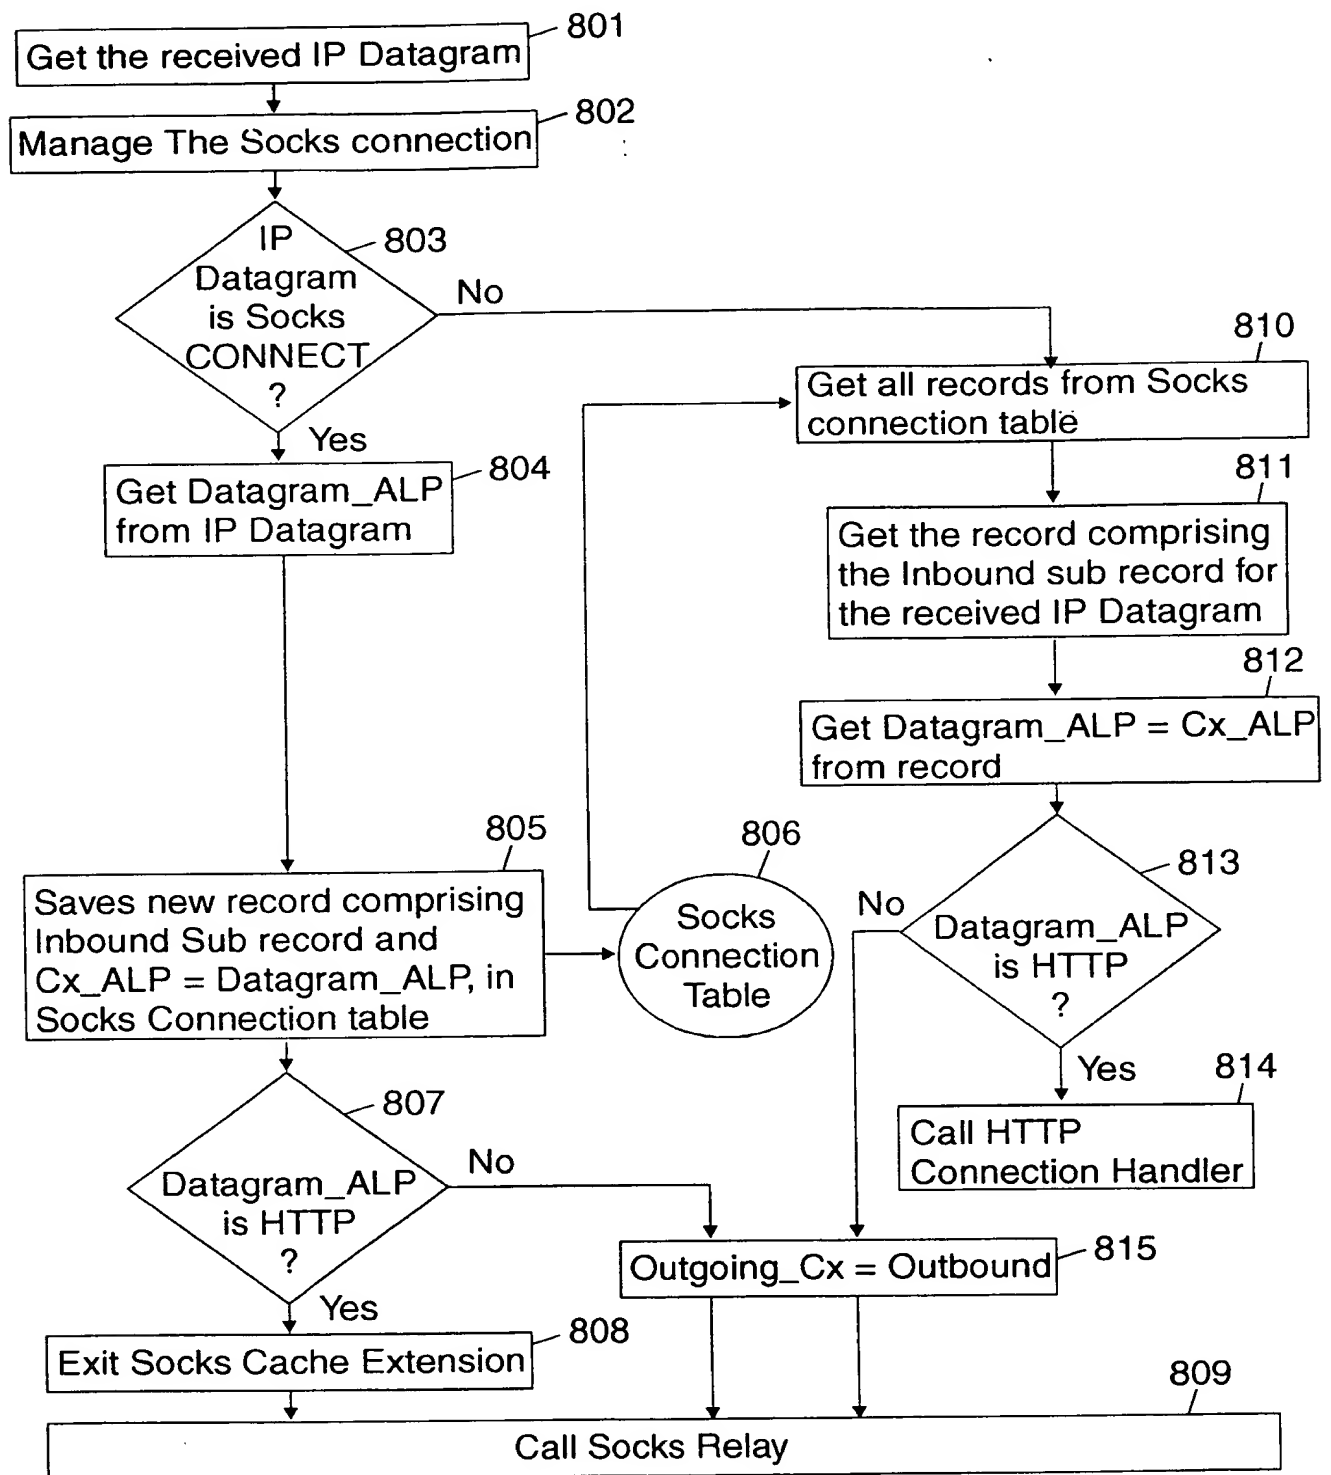 801
Get the received IP Datagram
802
Manage The Socks connection
803
IP
Datagram
is Socks
CONNECT
?
No
Yes
804
Get Datagram_ALP
from IP Datagram
805
Saves new record comprising
Inbound Sub record and
Cx_ALP = Datagram_ALP, in
Socks Connection table
806
Socks
Connection
Table
807
Datagram_ALP
is HTTP
?
No
Yes
808
Exit Socks Cache Extension
810
Get all records from Socks
connection table
811
Get the record comprising
the Inbound sub record for
the received IP Datagram
812
Get Datagram_ALP = Cx_ALP
from record
813
Datagram_ALP
is HTTP
?
No
Yes
814
Call HTTP
Connection Handler
815
Outgoing_Cx = Outbound
809
Call Socks Relay